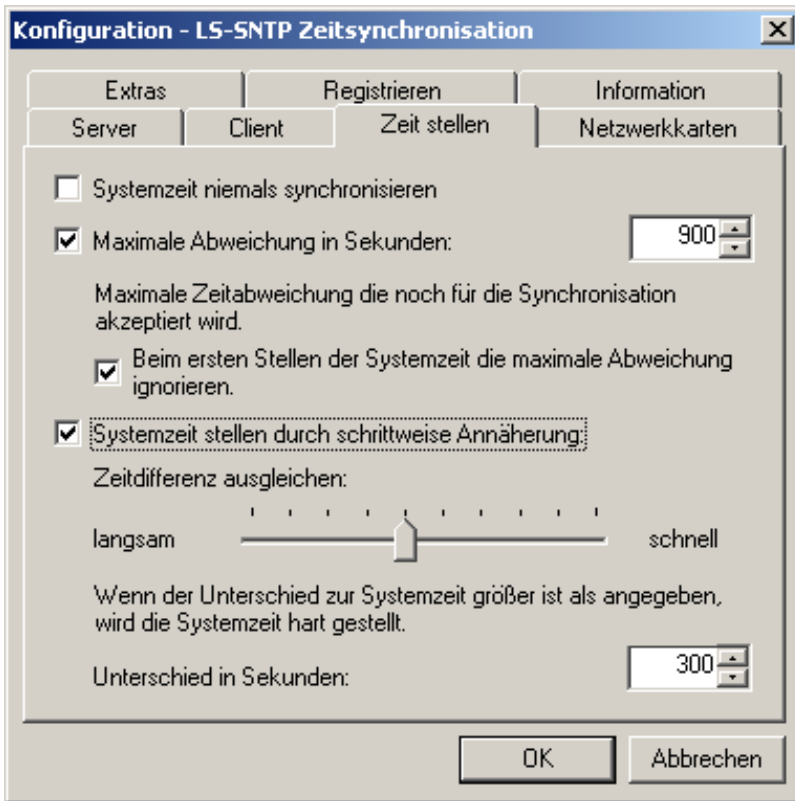 Konfiguration - LS-SNTP Zeitsynchronisation
Extras Registrieren Information
Server Client Zeit stellen Netzwerkkarten
Systemzeit niemals synchronisieren
Maximale Abweichung in Sekunden: 900
Maximale Zeitabweichung die noch für die Synchronisation
akzeptiert wird.
Beim ersten Stellen der Systemzeit die maximale Abweichung
ignorieren.
Systemzeit stellen durch schrittweise Annäherung:
Zeitdifferenz ausgleichen:
langsam schnell
Wenn der Unterschied zur Systemzeit größer ist als angegeben,
wird die Systemzeit hart gestellt.
Unterschied in Sekunden: 300
OK Abbrechen